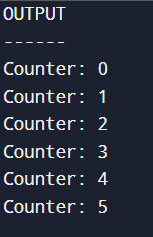 OUTPUT
------
Counter: 0
Counter: 1
Counter: 2
Counter: 3
Counter: 4
Counter: 5